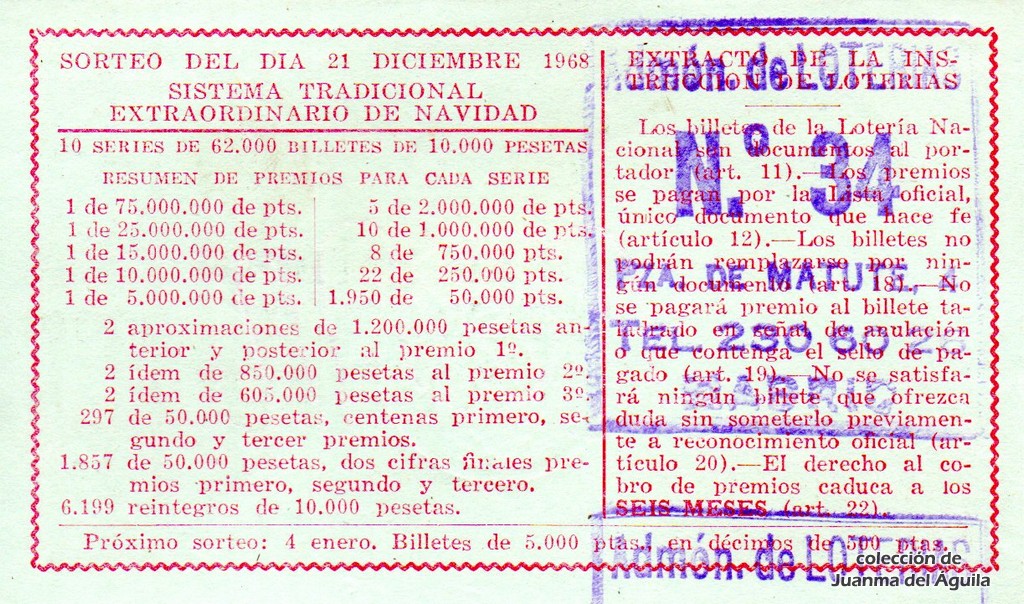 SORTEO DEL DIA 21 DICIEMBRE 1968
SISTEMA TRADICIONAL
EXTRAORDINARIO DE NAVIDAD
10 SERIES DE 62.000 BILLETES DE 10.000 PESETAS
RESUMEN DE PREMIOS PARA CADA SERIE
1 de 75.000.000 de pts.
1 de 25.000.000 de pts.
1 de 15.000.000 de pts.
1 de 10.000.000 de pts.
1 de 5.000.000 de pts.
5 de 2.000.000 de pts.
10 de 1.000.000 de pts.
8 de 750.000 pts.
22 de 250.000 pts.
1.950 de 50.000 pts.
2 aproximaciones de 1.200.000 pesetas an-
terior y posterior al premio 1º.
2 ídem de 850.000 pesetas al premio 2º.
2 ídem de 605.000 pesetas al premio 3º.
297 de 50.000 pesetas, centenas primero, se-
gundo y tercer premios.
1.857 de 50.000 pesetas, dos cifras finales pre-
mios primero, segundo y tercero.
6.199 reintegros de 10.000 pesetas.
EXTRACTO DE LA INS-
TRUCCION DE LOTERIAS
Los billetes de la Lotería Na-
cional son documentos al por-
tador (art. 11).—Los premios
se pagan por la Lista oficial,
único documento que hace fe
(artículo 12).—Los billetes no
podrán remplazarse por nin-
gún documento (art. 18).—No
se pagará premio al billete ta-
ladrado en señal de anulación
o que contenga el sello de pa-
gado (art. 19).—No se satisfa-
rá ningún billete que ofrezca
duda sin someterlo previamen-
te a reconocimiento oficial (ar-
tículo 20).—El derecho al co-
bro de premios caduca a los
SEIS MESES (art. 22).
Próximo sorteo: 4 enero. Billetes de 5.000 ptas., en décimos de 500 ptas.
Admón. de LOTERIAS
N.º 34
PZA. DE MATUTE, 4
TEL. 230 60 26
MADRID
Admón. de LOTERIAS
colección de
Juanma del Águila